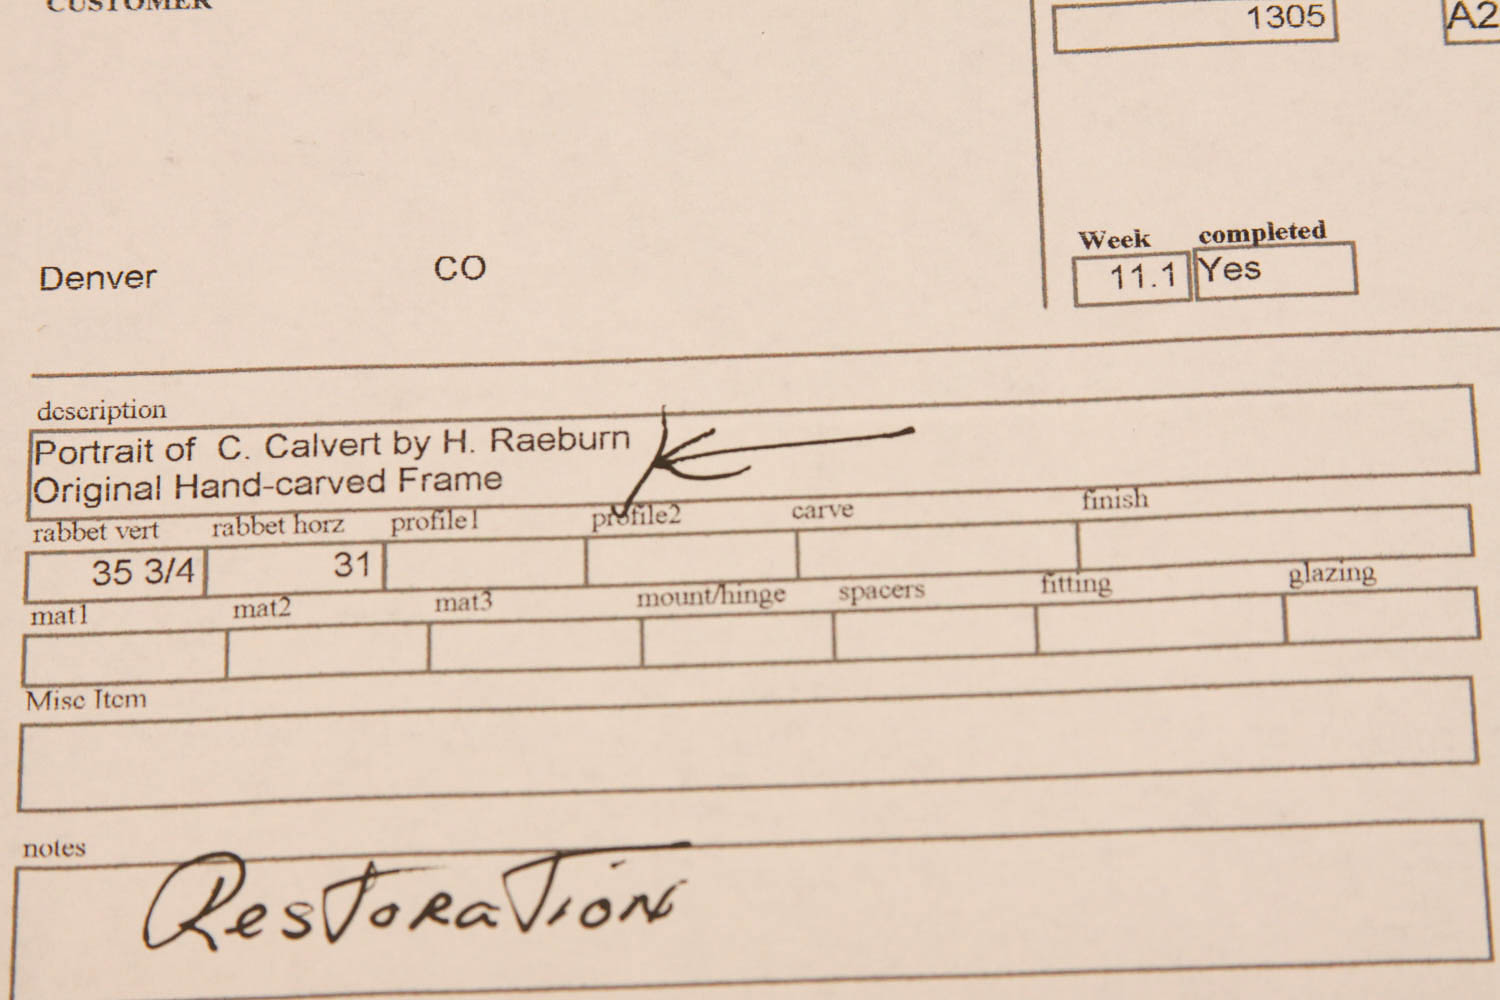 CUSTOMER
1305
A2
Week completed
11.1 Yes
Denver CO
description
Portrait of C. Calvert by H. Raeburn
Original Hand-carved Frame
rabbet vert rabbet horz profile1 profile2 carve finish
35 3/4 31
mat1 mat2 mat3 mount/hinge spacers fitting glazing
Misc Item
notes
Restoration